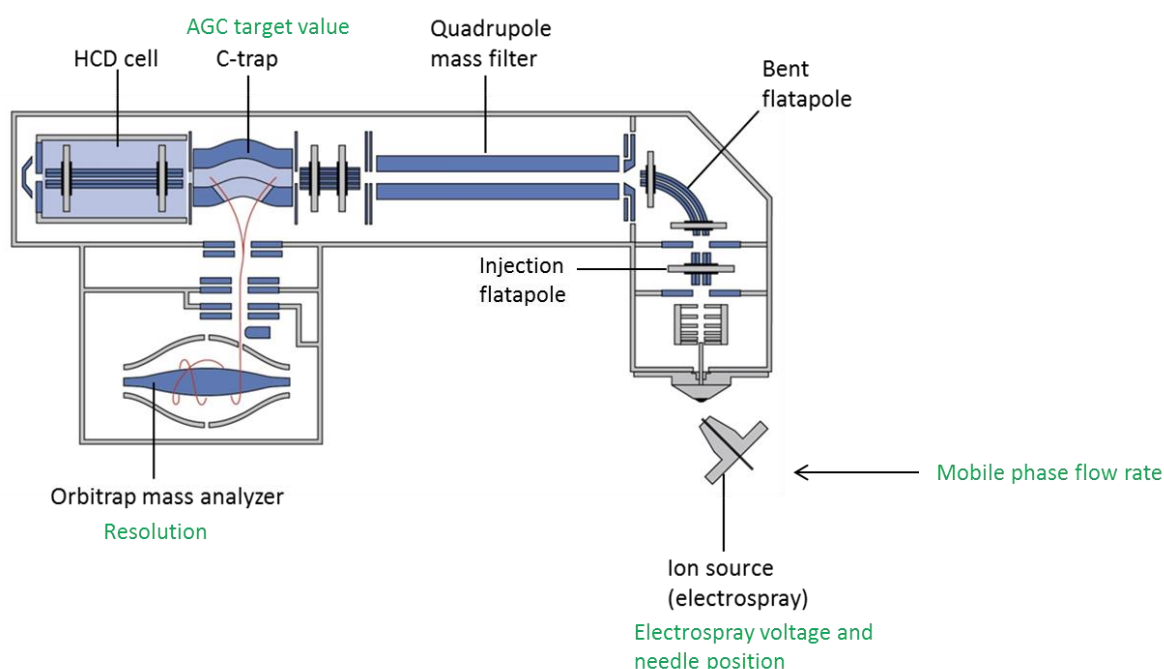 AGC target value
HCD cell
C-trap
Quadrupole
mass filter
Bent
flatapole
Injection
flatapole
Orbitrap mass analyzer
Resolution
Mobile phase flow rate
Ion source
(electrospray)
Electrospray voltage and
needle position